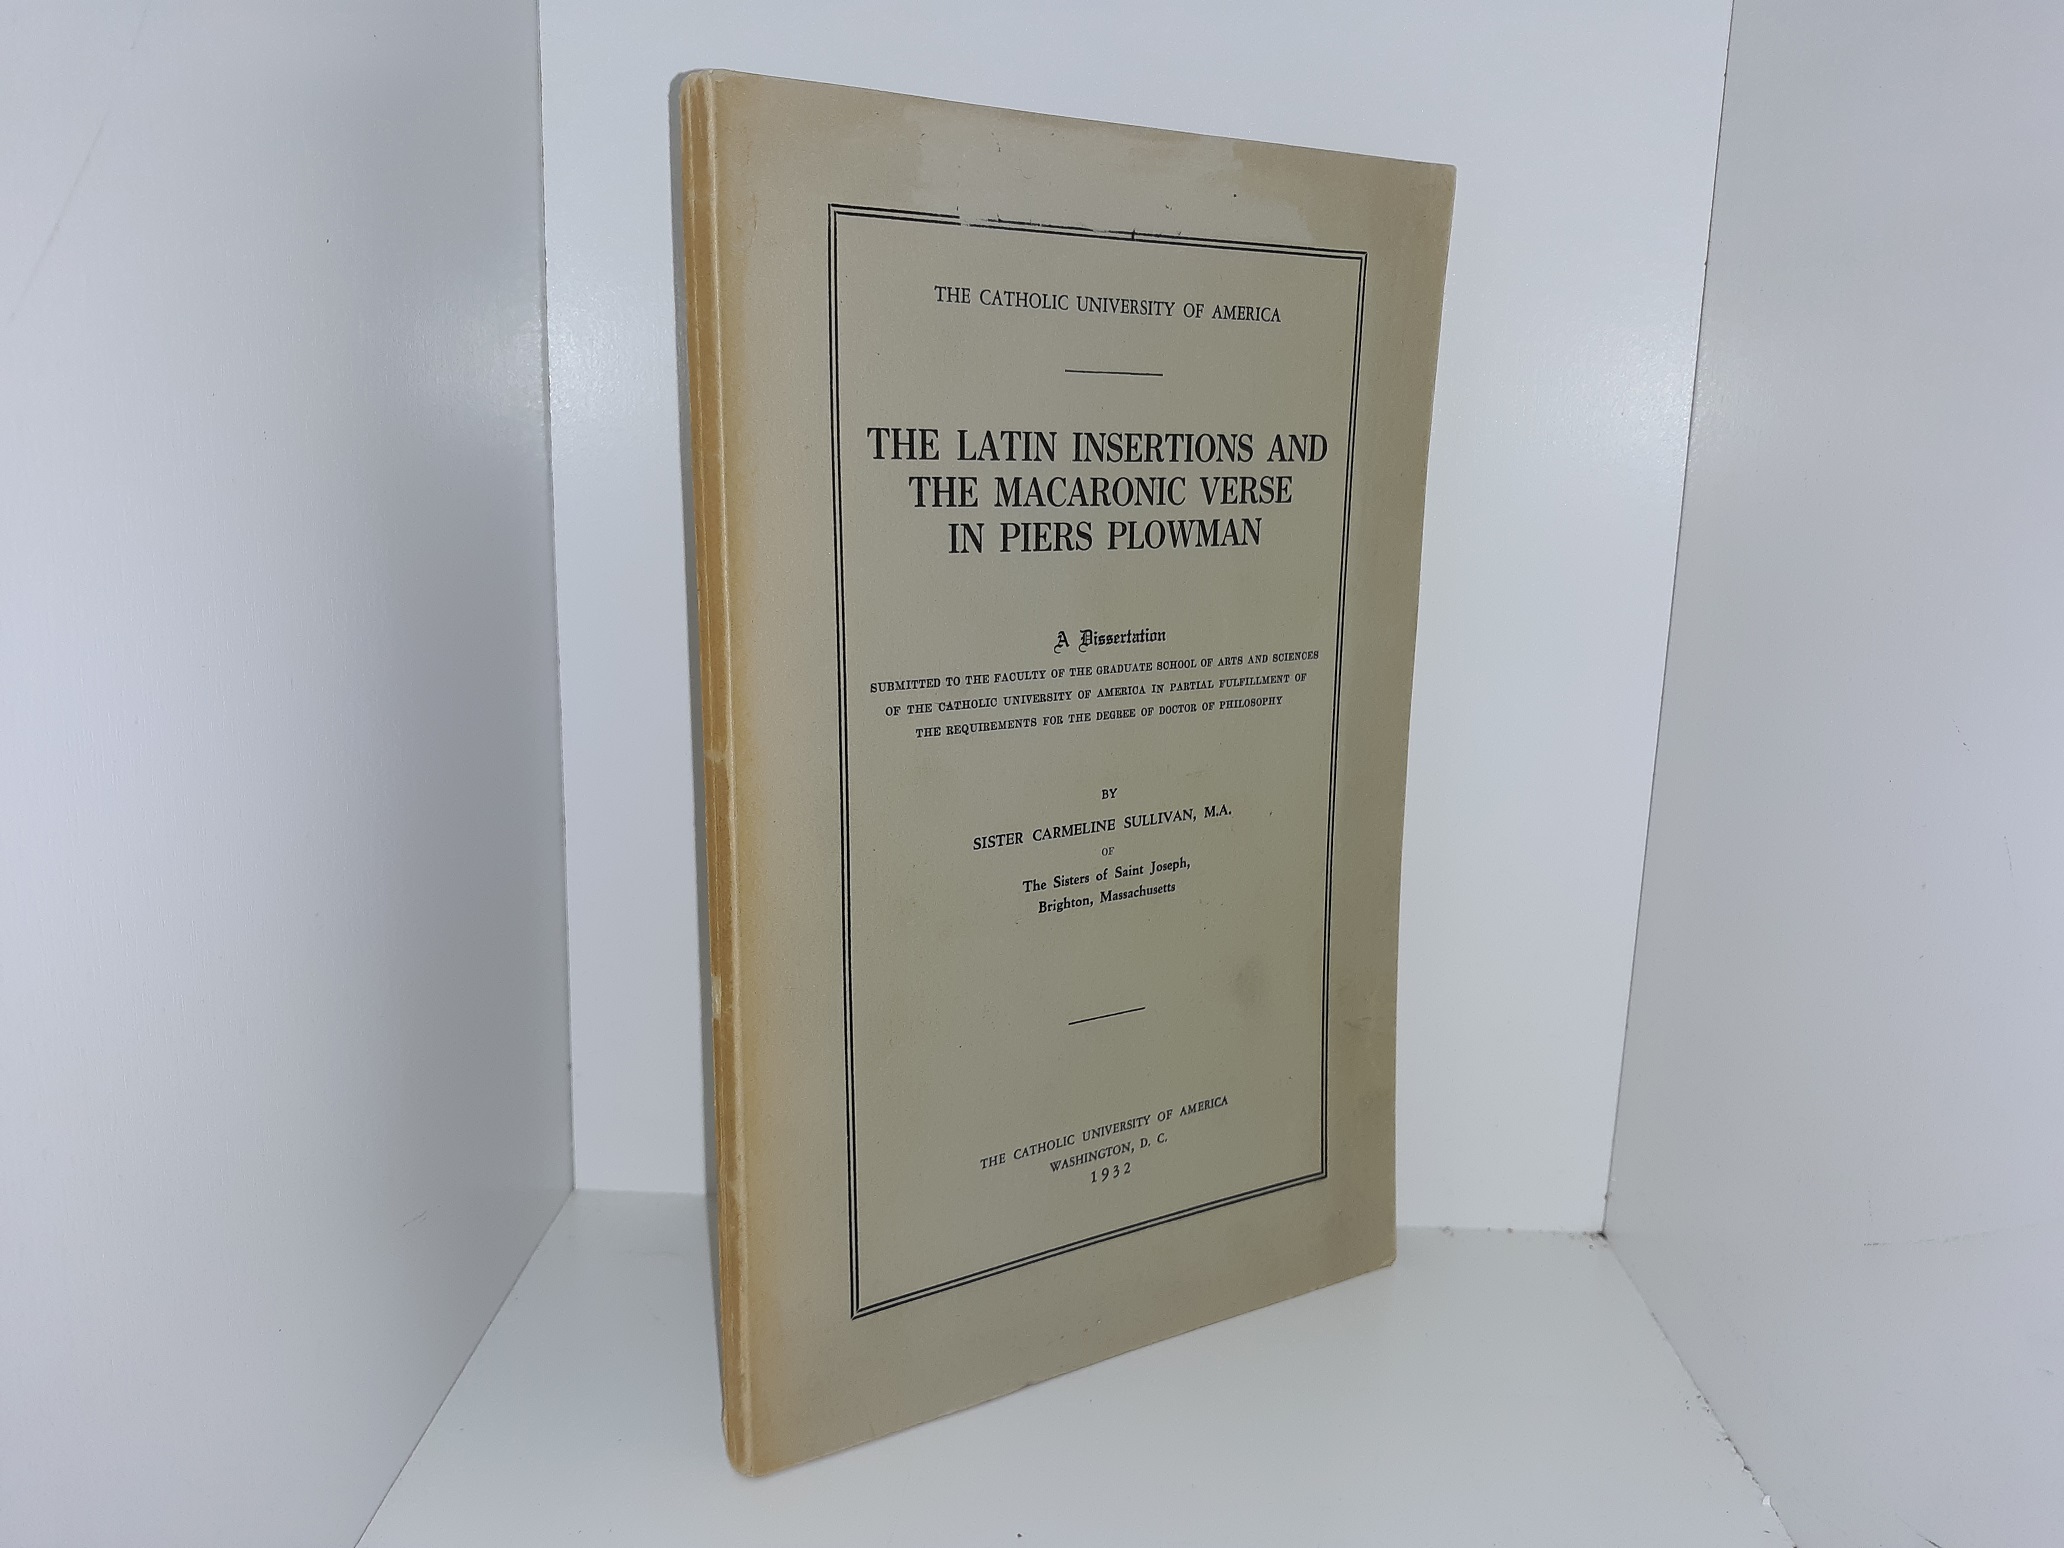 THE CATHOLIC UNIVERSITY OF AMERICA
THE LATIN INSERTIONS AND
THE MACARONIC VERSE
IN PIERS PLOWMAN
A Dissertation
SUBMITTED TO THE FACULTY OF THE GRADUATE SCHOOL OF ARTS AND SCIENCES
OF THE CATHOLIC UNIVERSITY OF AMERICA IN PARTIAL FULFILLMENT OF
THE REQUIREMENTS FOR THE DEGREE OF DOCTOR OF PHILOSOPHY
BY
SISTER CARMELINE SULLIVAN, M.A.
OF
The Sisters of Saint Joseph,
Brighton, Massachusetts
THE CATHOLIC UNIVERSITY OF AMERICA
WASHINGTON, D. C.
1932